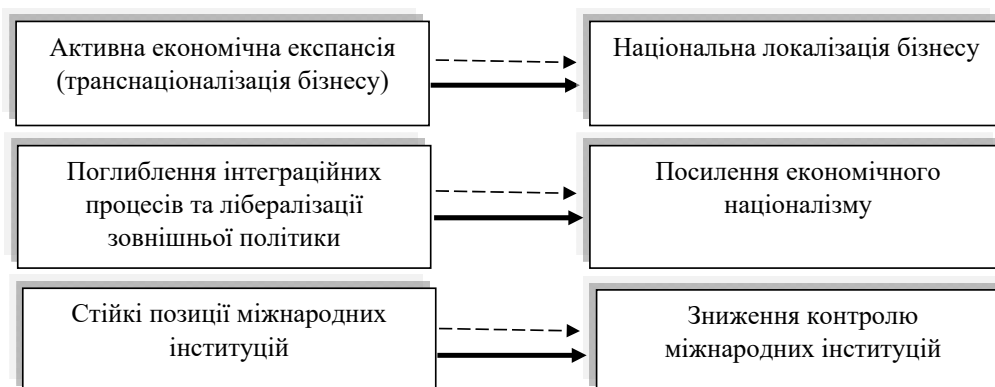 Активна економічна експансія
(транснаціоналізація бізнесу)
Національна локалізація бізнесу
Поглиблення інтеграційних
процесів та лібералізації
зовнішньої політики
Посилення економічного
націоналізму
Стійкі позиції міжнародних
інституцій
Зниження контролю
міжнародних інституцій